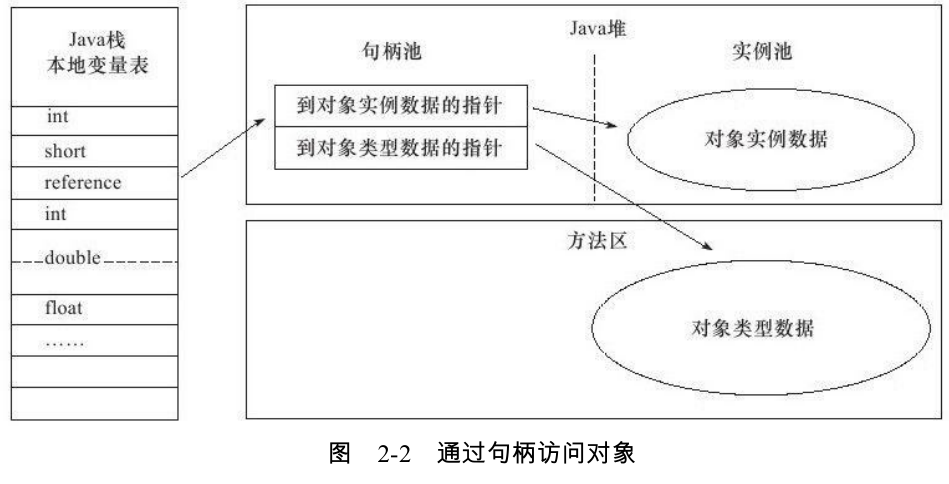 Java栈
本地变量表
int
short
reference
int
double
float
……
Java堆
句柄池
实例池
到对象实例数据的指针
到对象类型数据的指针
对象实例数据
方法区
对象类型数据
图 2-2 通过句柄访问对象